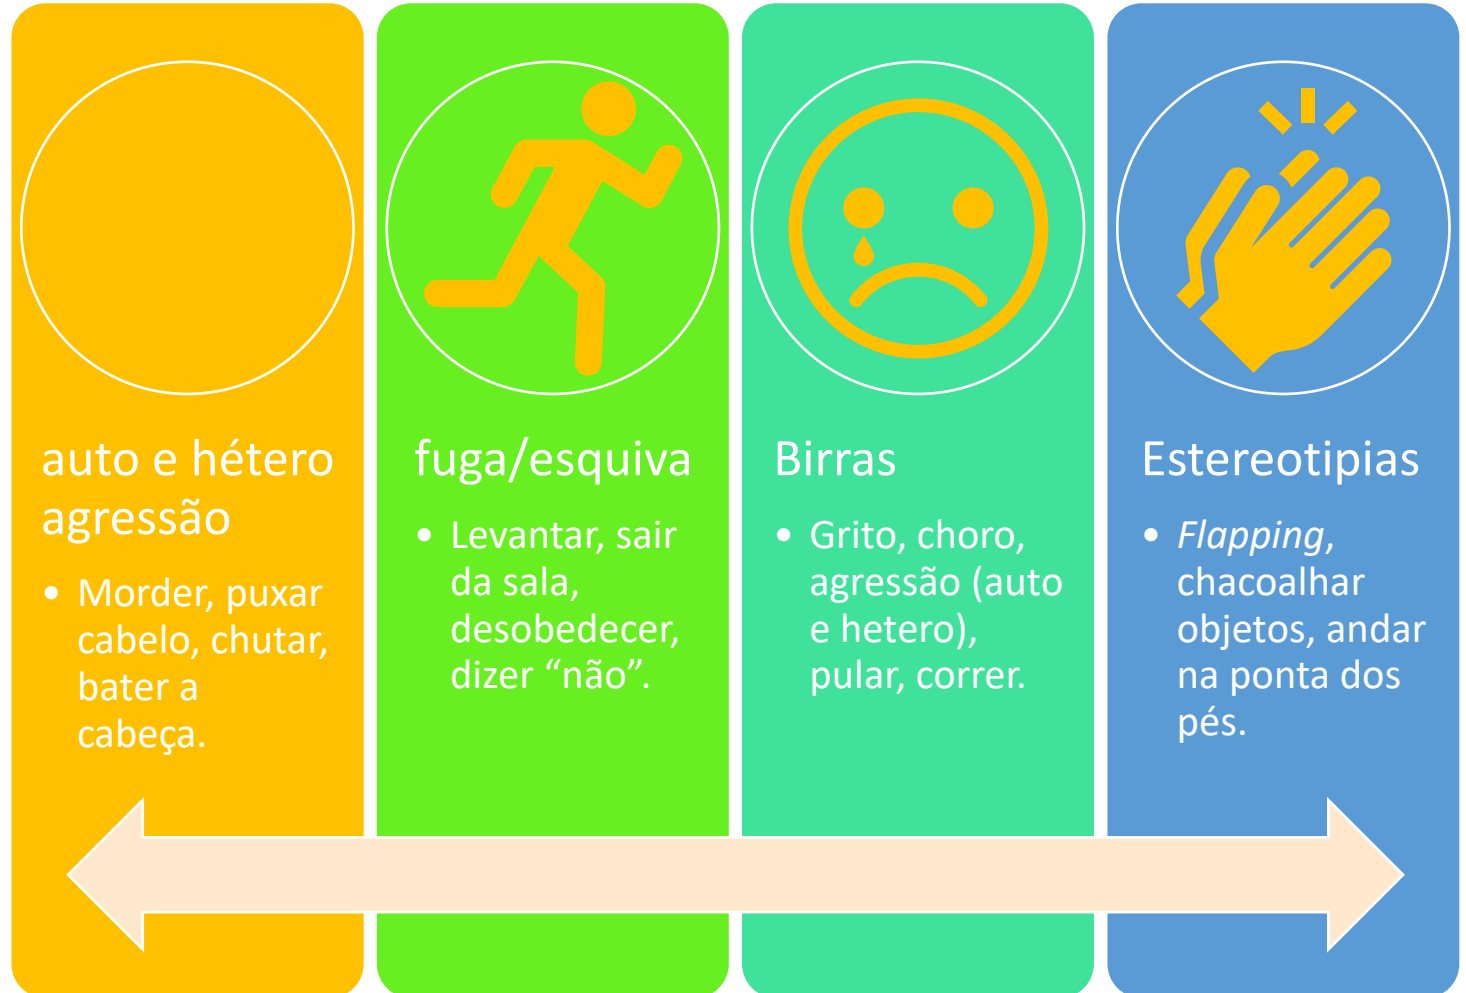 auto e hétero
agressão
• Morder, puxar
cabelo, chutar,
bater a
cabeça.
fuga/esquiva
• Levantar, sair
da sala,
desobedecer,
dizer “não”.
Birras
• Grito, choro,
agressão (auto
e hetero),
pular, correr.
Estereotipias
• Flapping,
chacoalhar
objetos, andar
na ponta dos
pés.